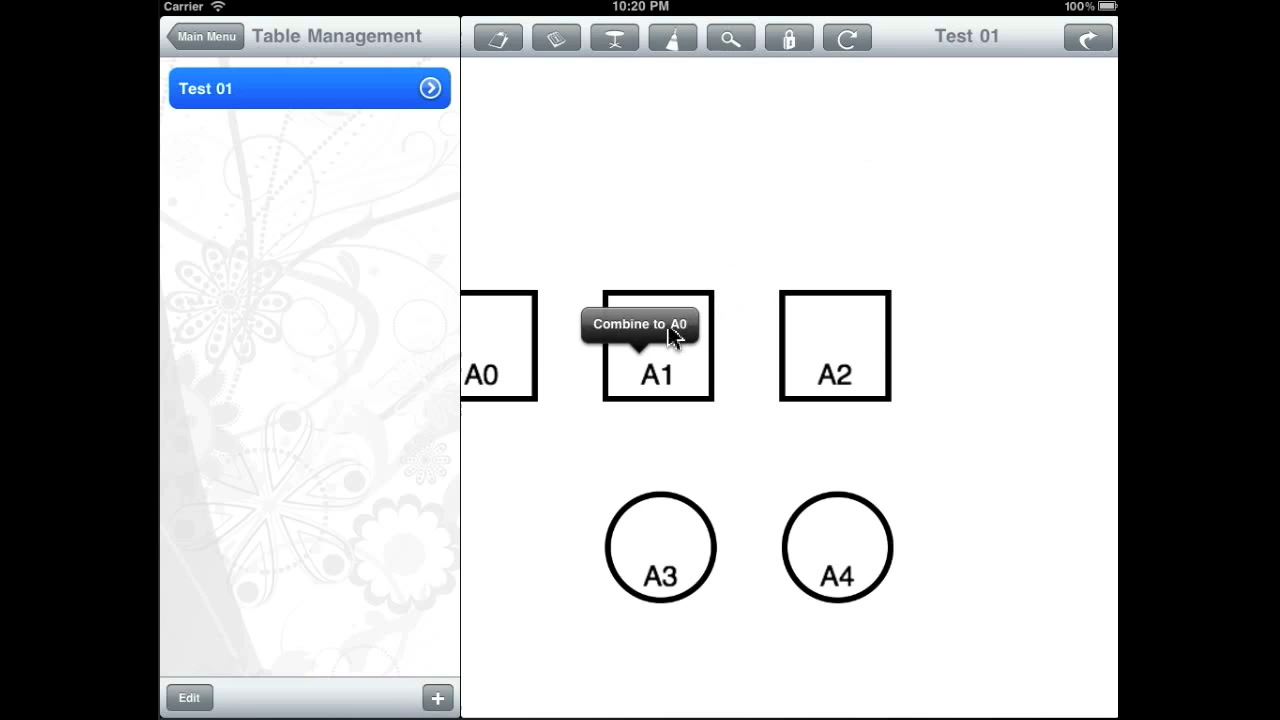 Carrier 10:20 PM 100%
Main Menu Table Management Test 01
Test 01
Combine to A0
A0 A1 A2
A3 A4
Edit